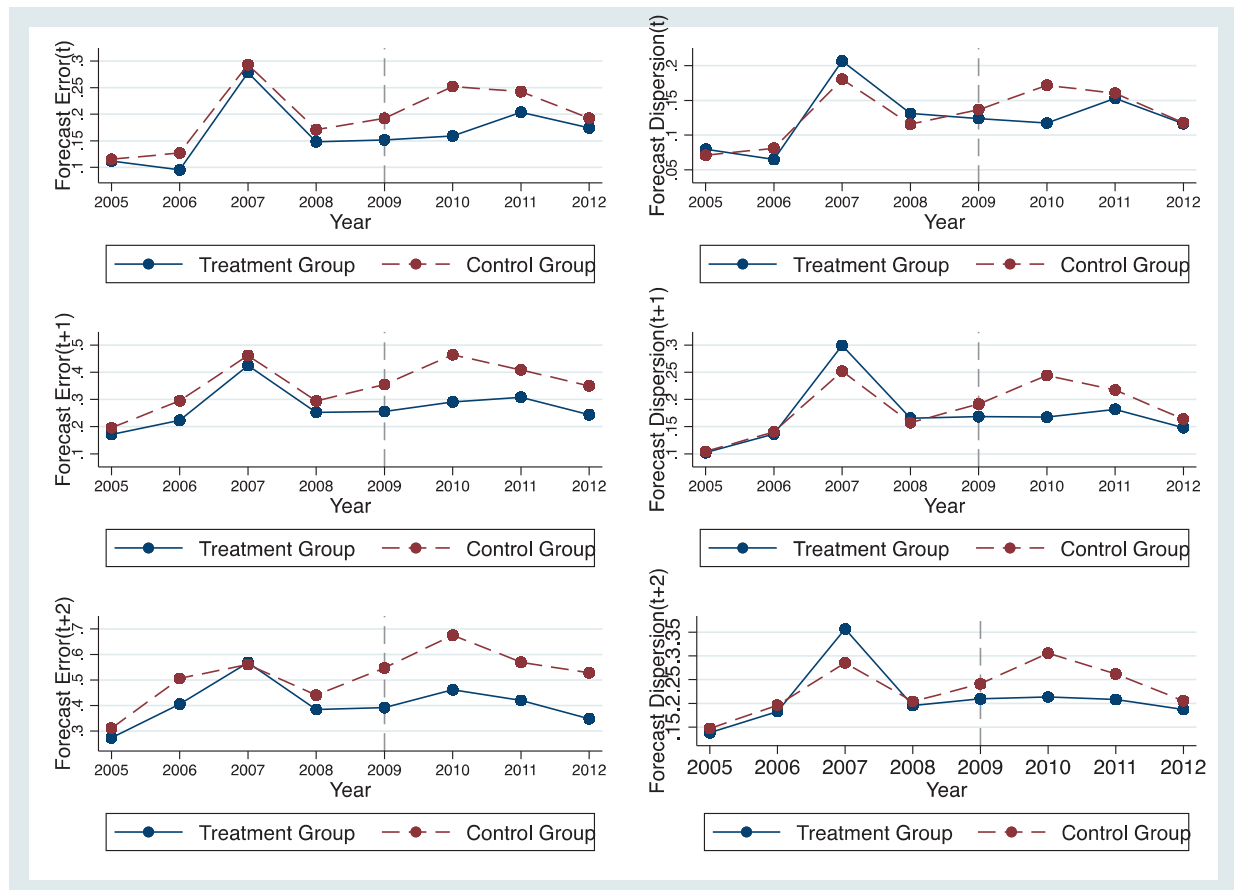 Forecast Error(t)
.1 .15 .2 .25 .3
2005 2006 2007 2008 2009 2010 2011 2012
Year
Treatment Group Control Group
Forecast Dispersion(t)
.05 .1 .15 .2
2005 2006 2007 2008 2009 2010 2011 2012
Year
Treatment Group Control Group
Forecast Error(t+1)
.1 .2 .3 .4 .5
2005 2006 2007 2008 2009 2010 2011 2012
Year
Treatment Group Control Group
Forecast Dispersion(t+1)
.1 .15 .2 .25 .3
2005 2006 2007 2008 2009 2010 2011 2012
Year
Treatment Group Control Group
Forecast Error(t+2)
.3 .4 .5 .6 .7
2005 2006 2007 2008 2009 2010 2011 2012
Year
Treatment Group Control Group
Forecast Dispersion(t+2)
.15 .2 .25 .3 .35
2005 2006 2007 2008 2009 2010 2011 2012
Year
Treatment Group Control Group